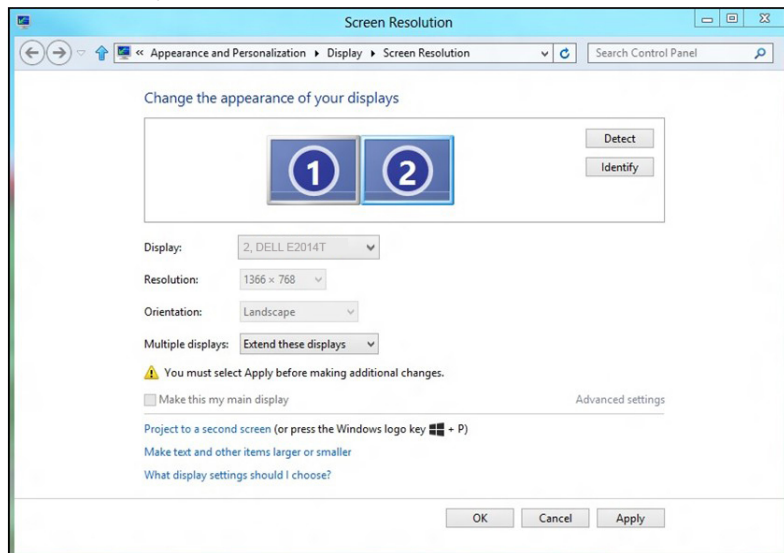 Screen Resolution
« Appearance and Personalization ▸ Display ▸ Screen Resolution
Search Control Panel
Change the appearance of your displays
1
2
Detect
Identify
Display: 2, DELL E2014T
Resolution: 1366 × 768
Orientation: Landscape
Multiple displays: Extend these displays
You must select Apply before making additional changes.
Make this my main display
Advanced settings
Project to a second screen (or press the Windows logo key + P)
Make text and other items larger or smaller
What display settings should I choose?
OK
Cancel
Apply